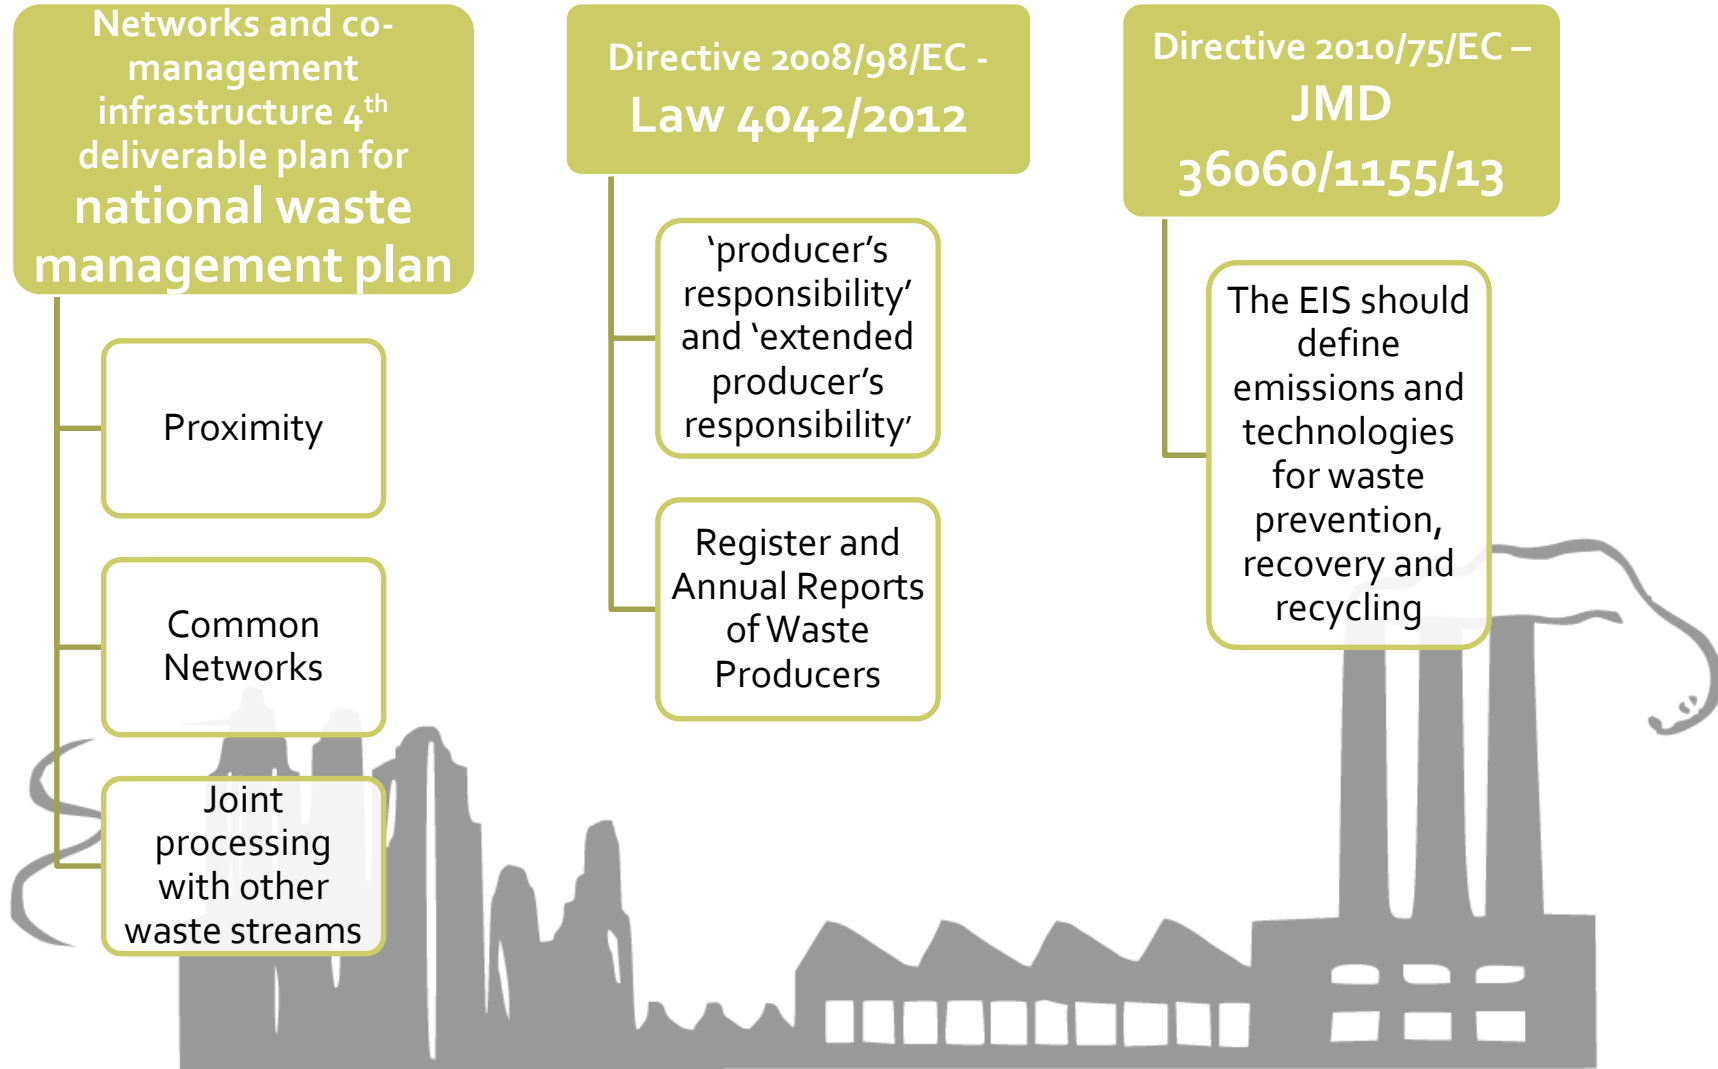 Networks and co-
management
infrastructure 4th
deliverable plan for
national waste
management plan
Proximity
Common
Networks
Joint
processing
with other
waste streams
Directive 2008/98/EC -
Law 4042/2012
‘producer’s
responsibility’
and ‘extended
producer’s
responsibility’
Register and
Annual Reports
of Waste
Producers
Directive 2010/75/EC –
JMD
36060/1155/13
The EIS should
define
emissions and
technologies
for waste
prevention,
recovery and
recycling